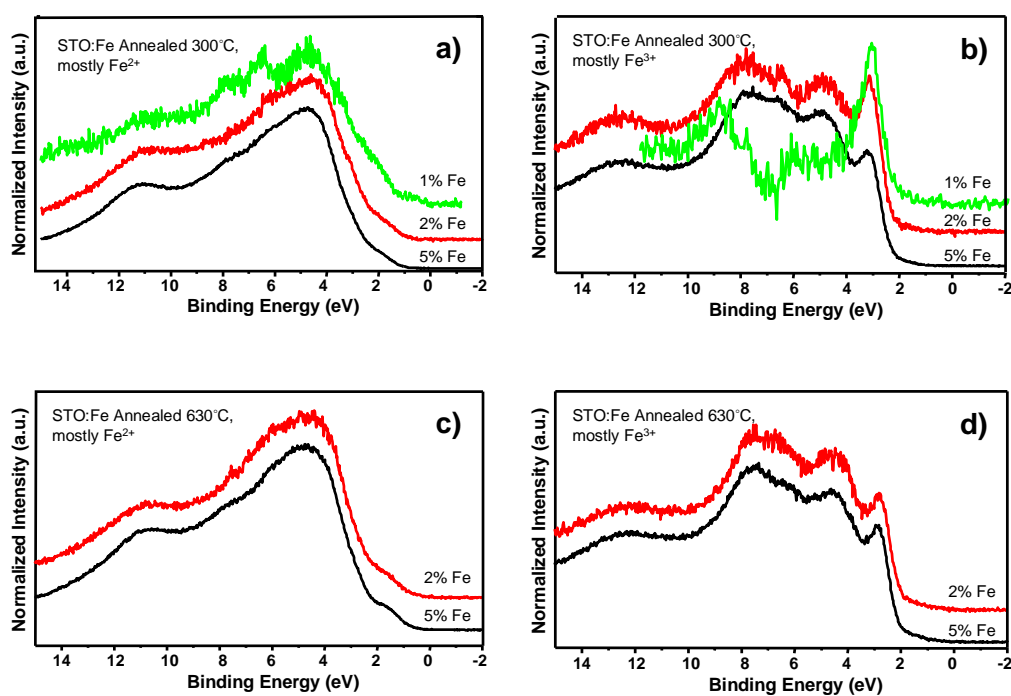 STO:Fe Annealed 300°C,
mostly Fe²⁺
a)
1% Fe
2% Fe
5% Fe
14 12 10 8 6 4 2 0 -2
Binding Energy (eV)
Normalized Intensity (a.u.)
STO:Fe Annealed 300°C,
mostly Fe³⁺
b)
1% Fe
2% Fe
5% Fe
14 12 10 8 6 4 2 0 -2
Binding Energy (eV)
Normalized Intensity (a.u.)
STO:Fe Annealed 630°C,
mostly Fe²⁺
c)
2% Fe
5% Fe
14 12 10 8 6 4 2 0 -2
Binding Energy (eV)
Normalized Intensity (a.u.)
STO:Fe Annealed 630°C,
mostly Fe³⁺
d)
2% Fe
5% Fe
14 12 10 8 6 4 2 0 -2
Binding Energy (eV)
Normalized Intensity (a.u.)